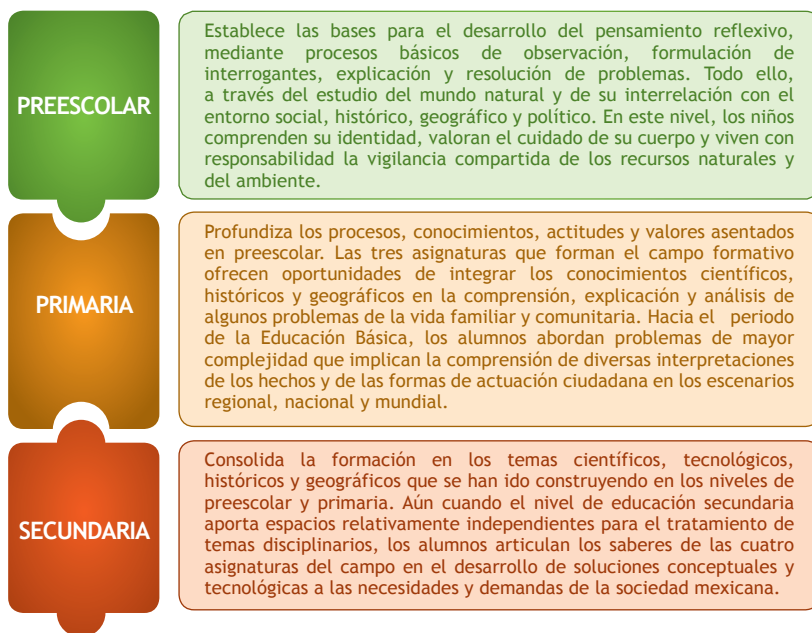 PREESCOLAR
Establece las bases para el desarrollo del pensamiento reflexivo,
mediante procesos básicos de observación, formulación de
interrogantes, explicación y resolución de problemas. Todo ello,
a través del estudio del mundo natural y de su interrelación con el
entorno social, histórico, geográfico y político. En este nivel, los niños
comprenden su identidad, valoran el cuidado de su cuerpo y viven con
responsabilidad la vigilancia compartida de los recursos naturales y
del ambiente.
PRIMARIA
Profundiza los procesos, conocimientos, actitudes y valores asentados
en preescolar. Las tres asignaturas que forman el campo formativo
ofrecen oportunidades de integrar los conocimientos científicos,
históricos y geográficos en la comprensión, explicación y análisis de
algunos problemas de la vida familiar y comunitaria. Hacia el periodo
de la Educación Básica, los alumnos abordan problemas de mayor
complejidad que implican la comprensión de diversas interpretaciones
de los hechos y de las formas de actuación ciudadana en los escenarios
regional, nacional y mundial.
SECUNDARIA
Consolida la formación en los temas científicos, tecnológicos,
históricos y geográficos que se han ido construyendo en los niveles de
preescolar y primaria. Aún cuando el nivel de educación secundaria
aporta espacios relativamente independientes para el tratamiento de
temas disciplinarios, los alumnos articulan los saberes de las cuatro
asignaturas del campo en el desarrollo de soluciones conceptuales y
tecnológicas a las necesidades y demandas de la sociedad mexicana.